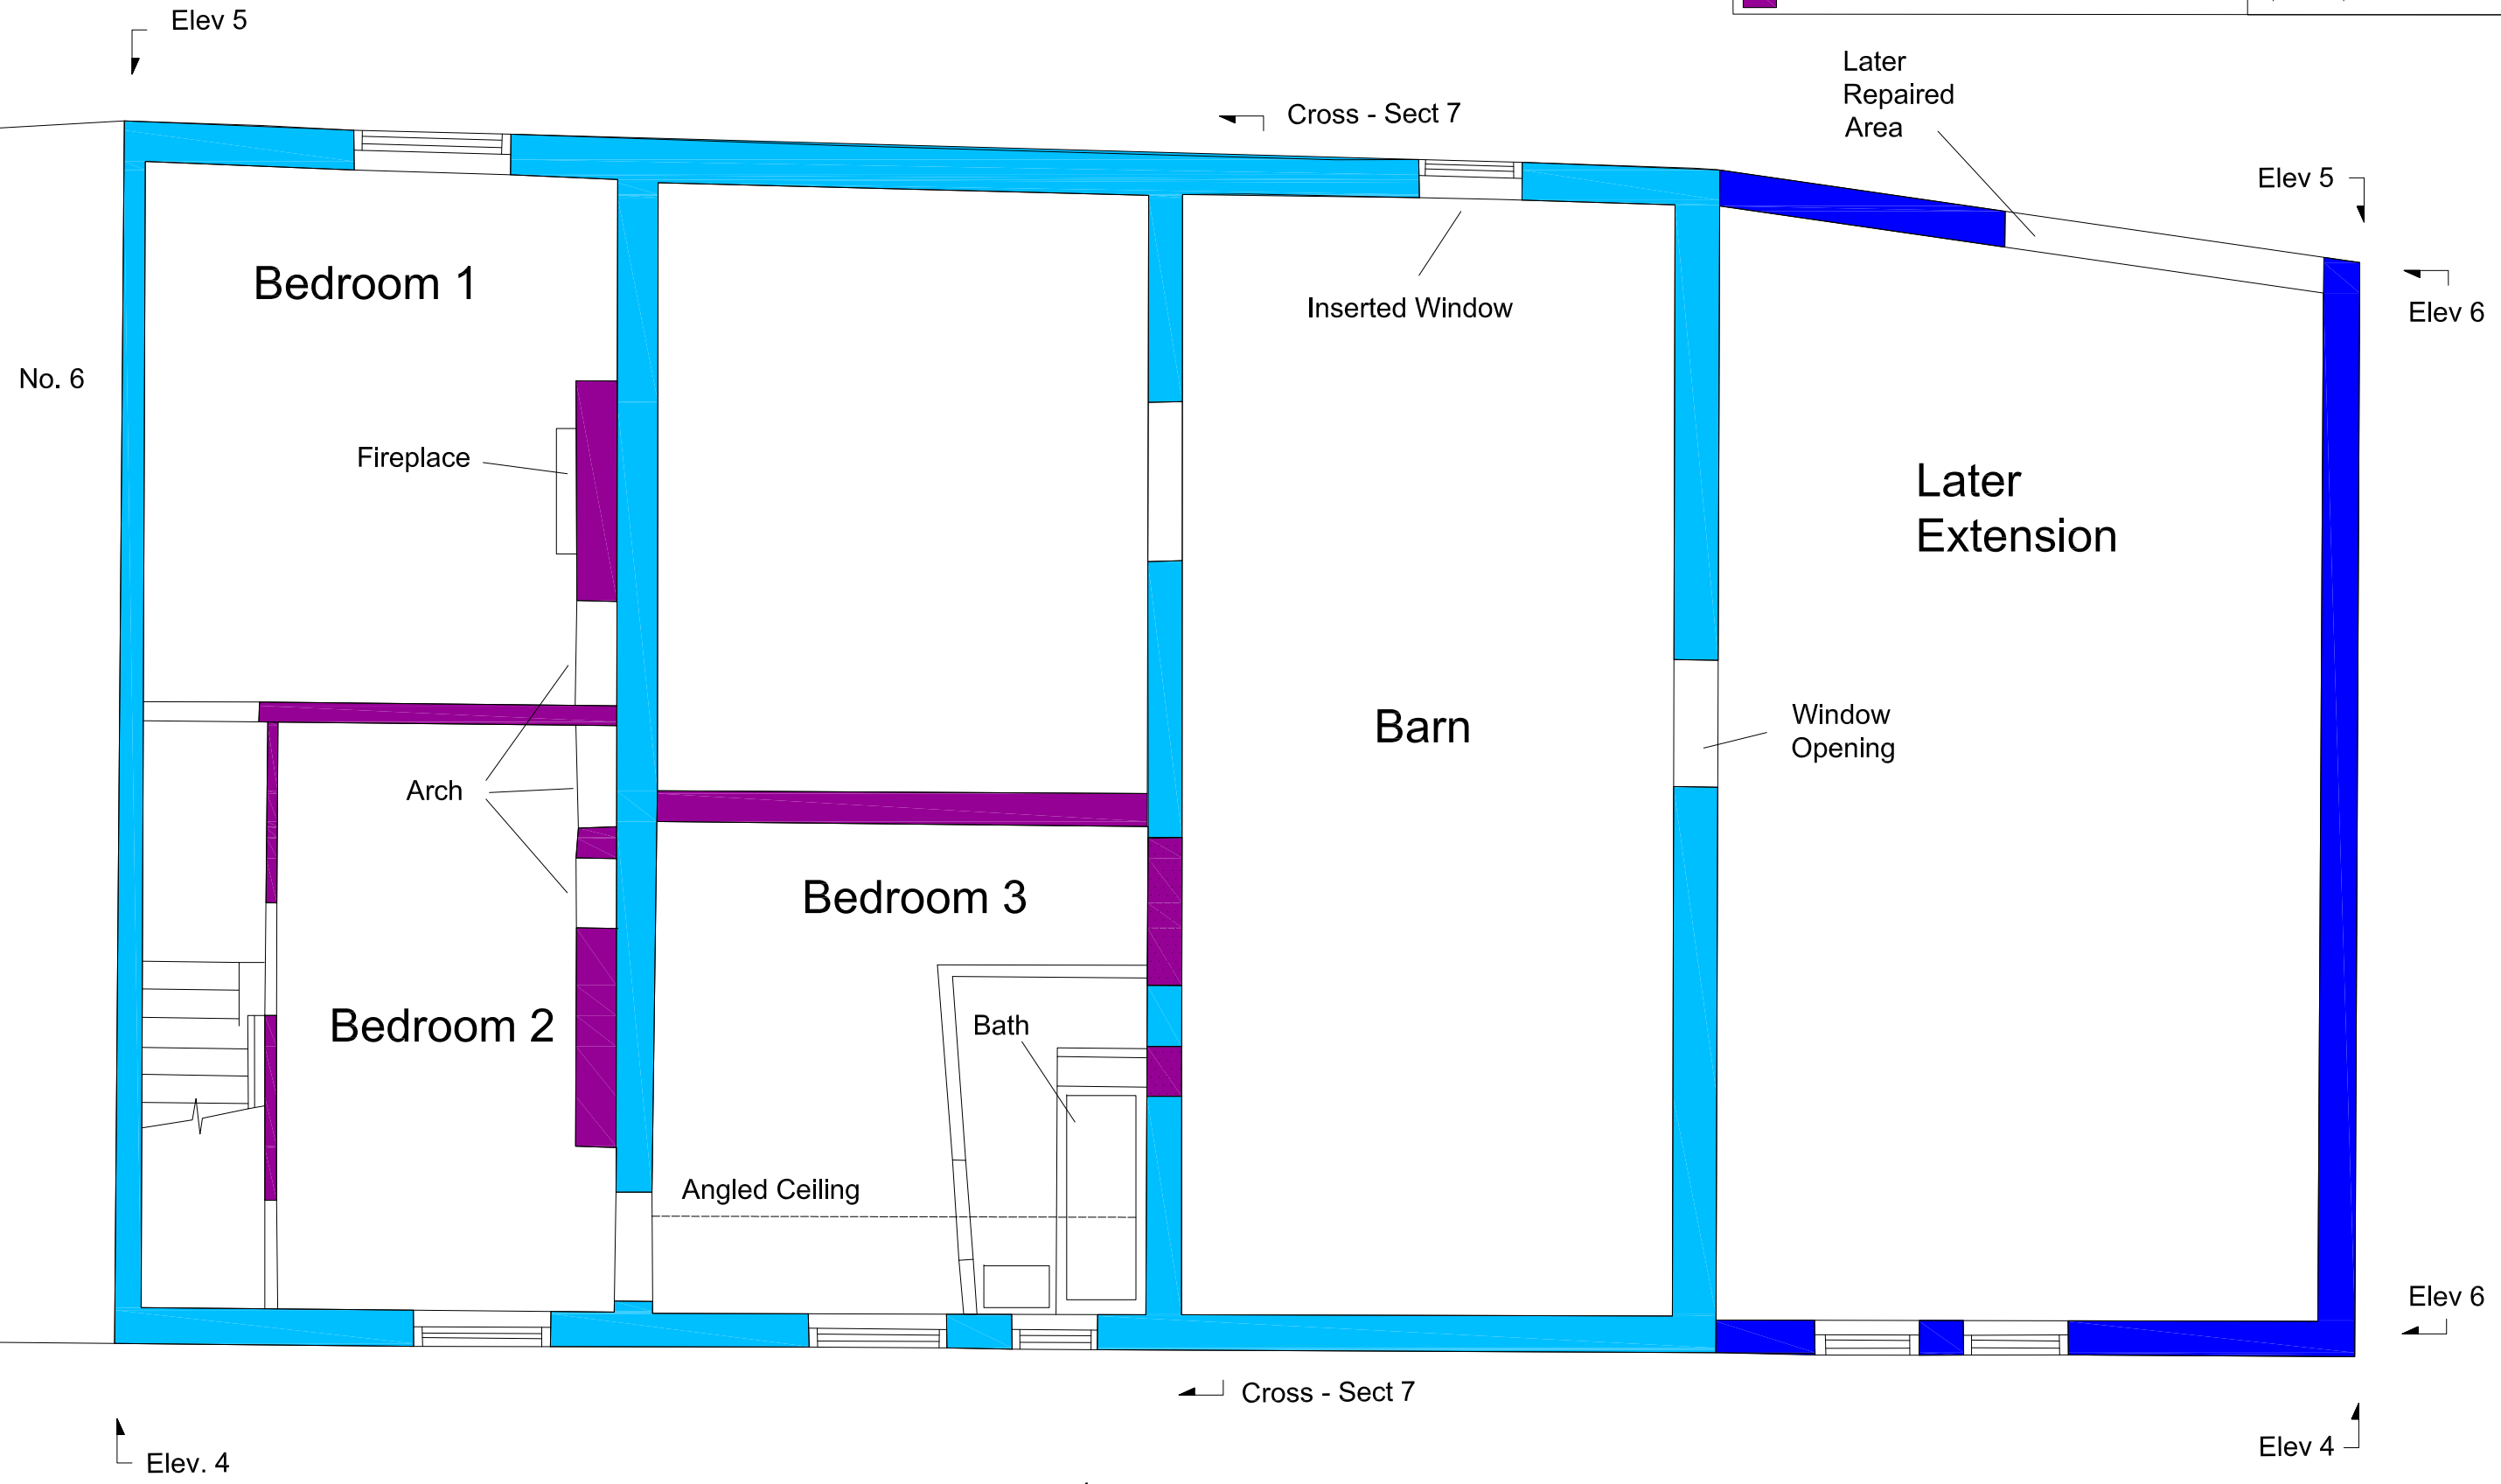 Elev 5
Later
Repaired
Area
Cross - Sect 7
Elev 5
Bedroom 1
Inserted Window
Elev 6
No. 6
Fireplace
Later
Extension
Barn
Window
Opening
Arch
Bedroom 3
Bedroom 2
Bath
Angled Ceiling
Elev 6
Cross - Sect 7
Elev. 4
Elev 4